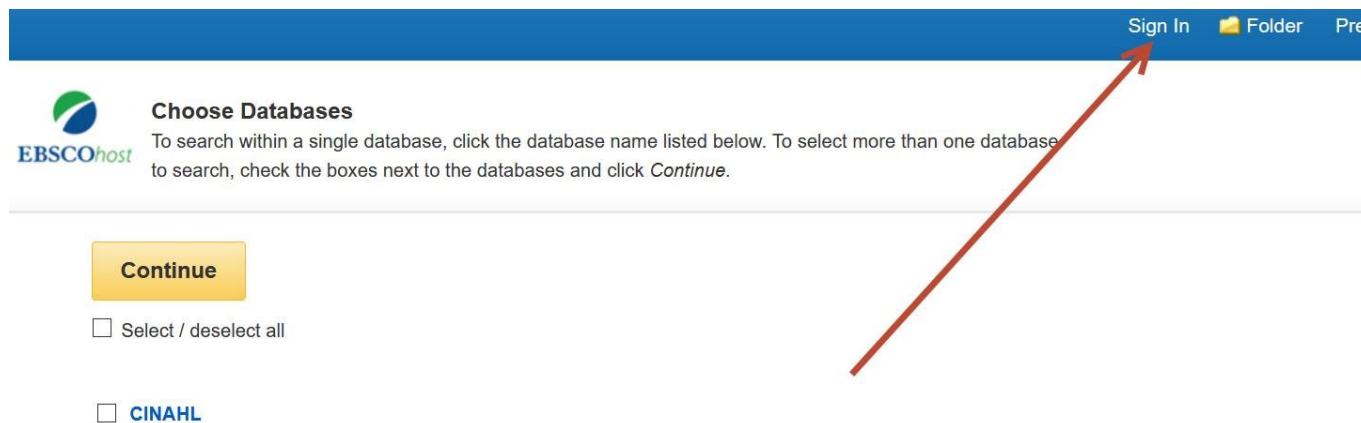 Sign In Folder Pre
Choose Databases
To search within a single database, click the database name listed below. To select more than one database
to search, check the boxes next to the databases and click Continue.
EBSCOhost
Continue
Select / deselect all
CINAHL